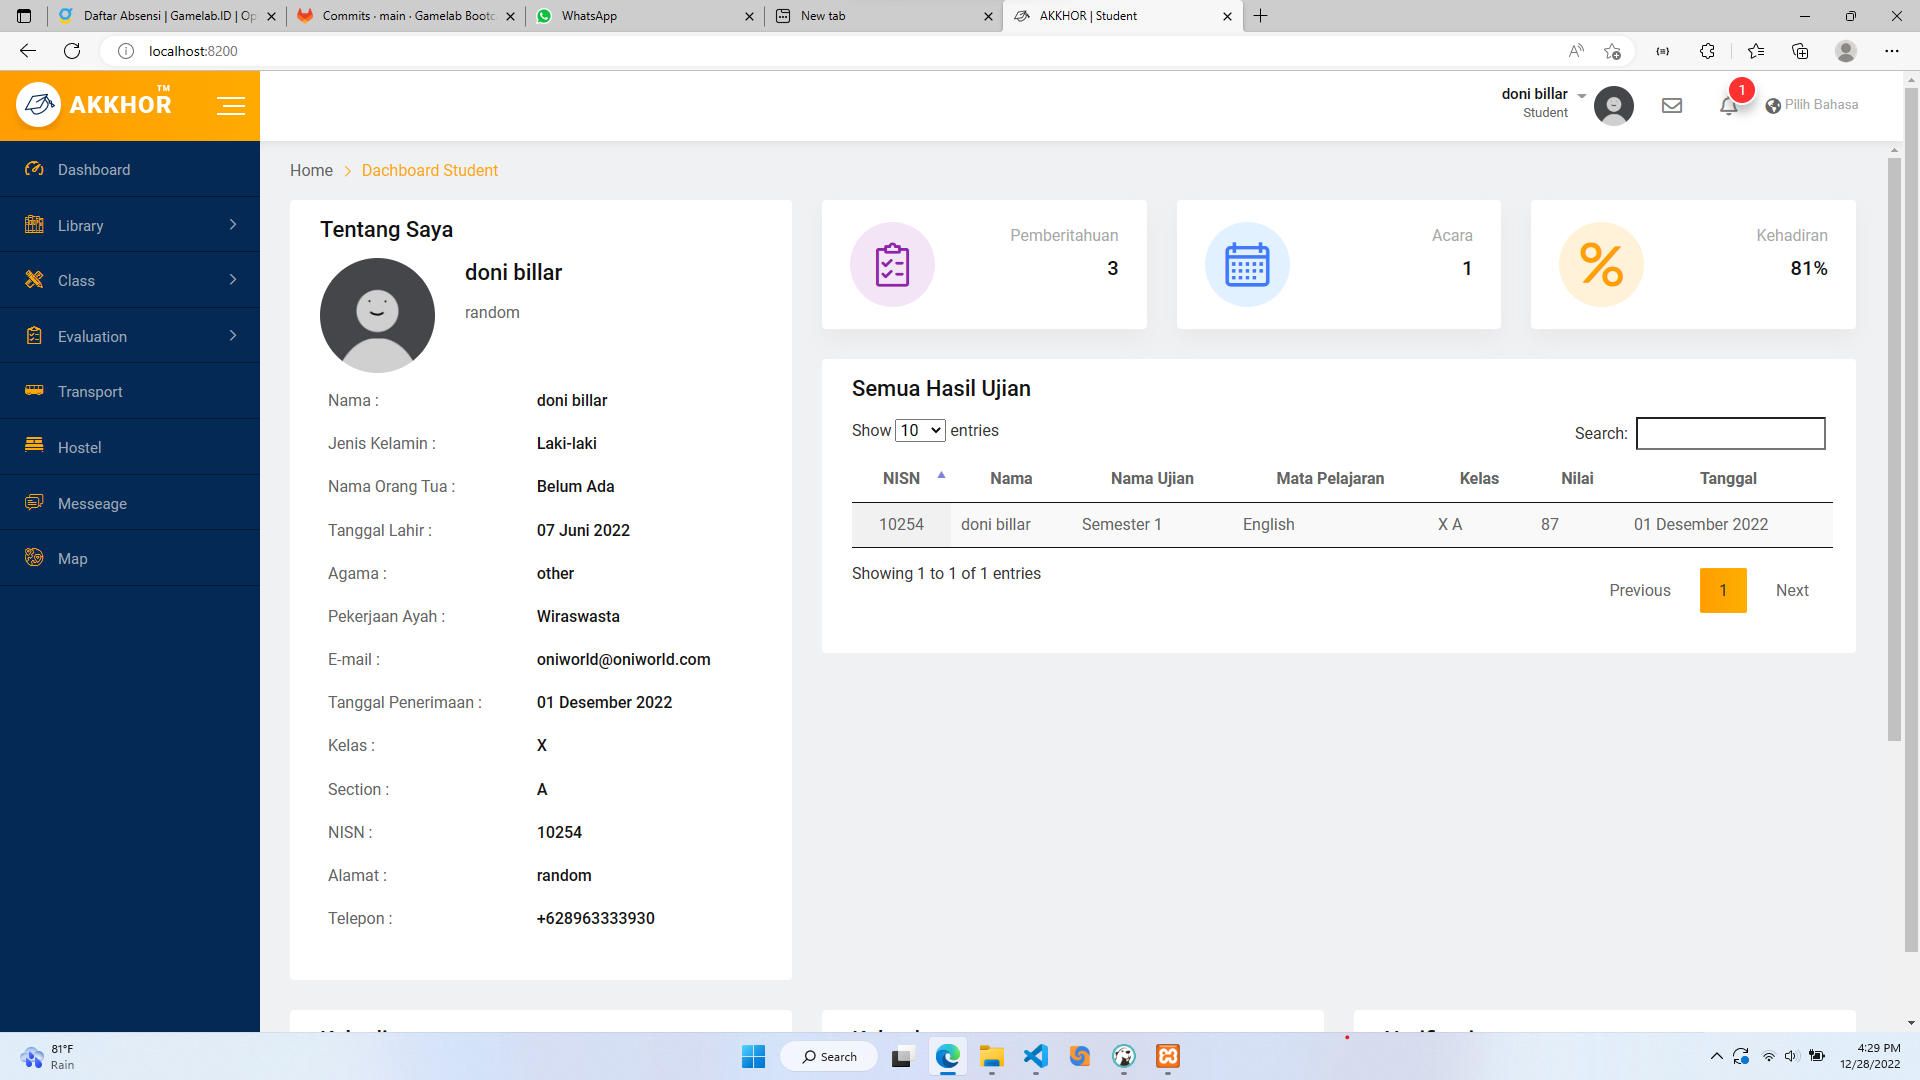 Daftar Absensi | Gamelab.ID | Op
Commits · main · Gamelab Bootc
WhatsApp
New tab
AKKHOR | Student
localhost:8200
AKKHOR TM
doni billar
Student
1
Pilih Bahasa
Dashboard
Library
Class
Evaluation
Transport
Hostel
Messeage
Map
Home > Dachboard Student
Tentang Saya
doni billar
random
Nama : doni billar
Jenis Kelamin : Laki-laki
Nama Orang Tua : Belum Ada
Tanggal Lahir : 07 Juni 2022
Agama : other
Pekerjaan Ayah : Wiraswasta
E-mail : oniworld@oniworld.com
Tanggal Penerimaan : 01 Desember 2022
Kelas : X
Section : A
NISN : 10254
Alamat : random
Telepon : +628963333930
Pemberitahuan
3
Acara
1
Kehadiran
81%
Semua Hasil Ujian
Show 10 entries
Search:
NISN Nama Nama Ujian Mata Pelajaran Kelas Nilai Tanggal
10254 doni billar Semester 1 English X A 87 01 Desember 2022
Showing 1 to 1 of 1 entries
Previous 1 Next
81°F
Rain
Search
4:29 PM
12/28/2022